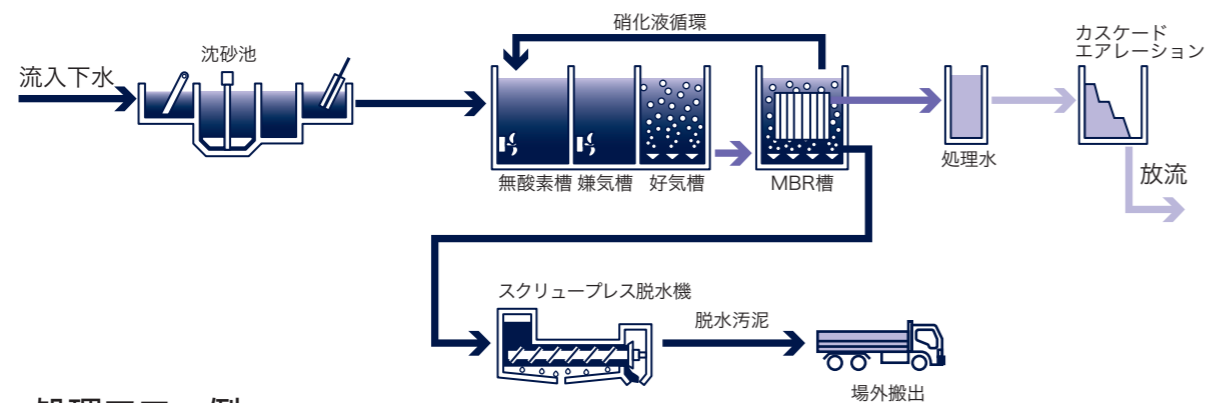 硝化液循環
カスケード
エアレーション
沈砂池
流入下水
処理水
無酸素槽
嫌気槽
好気槽
MBR槽
放流
スクリュープレス脱水機
脱水汚泥
場外搬出